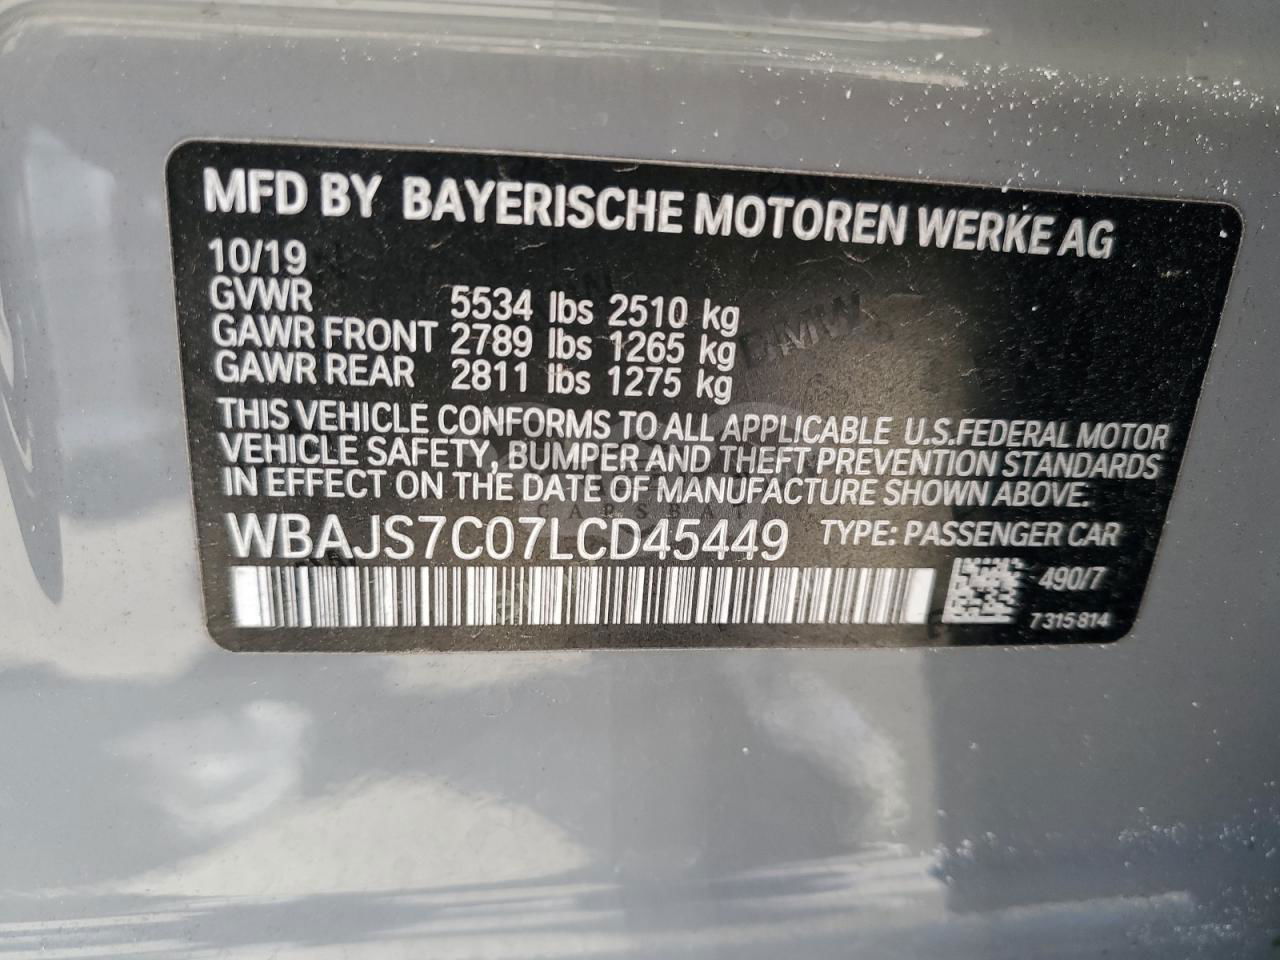 MFD BY BAYERISCHE MOTOREN WERKE AG
10/19
GVWR 5534 lbs 2510 kg
GAWR FRONT 2789 lbs 1265 kg
GAWR REAR 2811 lbs 1275 kg
THIS VEHICLE CONFORMS TO ALL APPLICABLE U.S.FEDERAL MOTOR
VEHICLE SAFETY, BUMPER AND THEFT PREVENTION STANDARDS
IN EFFECT ON THE DATE OF MANUFACTURE SHOWN ABOVE.
WBAJS7C07LCD45449 TYPE: PASSENGER CAR
490/7
7 315 814
BMW
CARSBAT